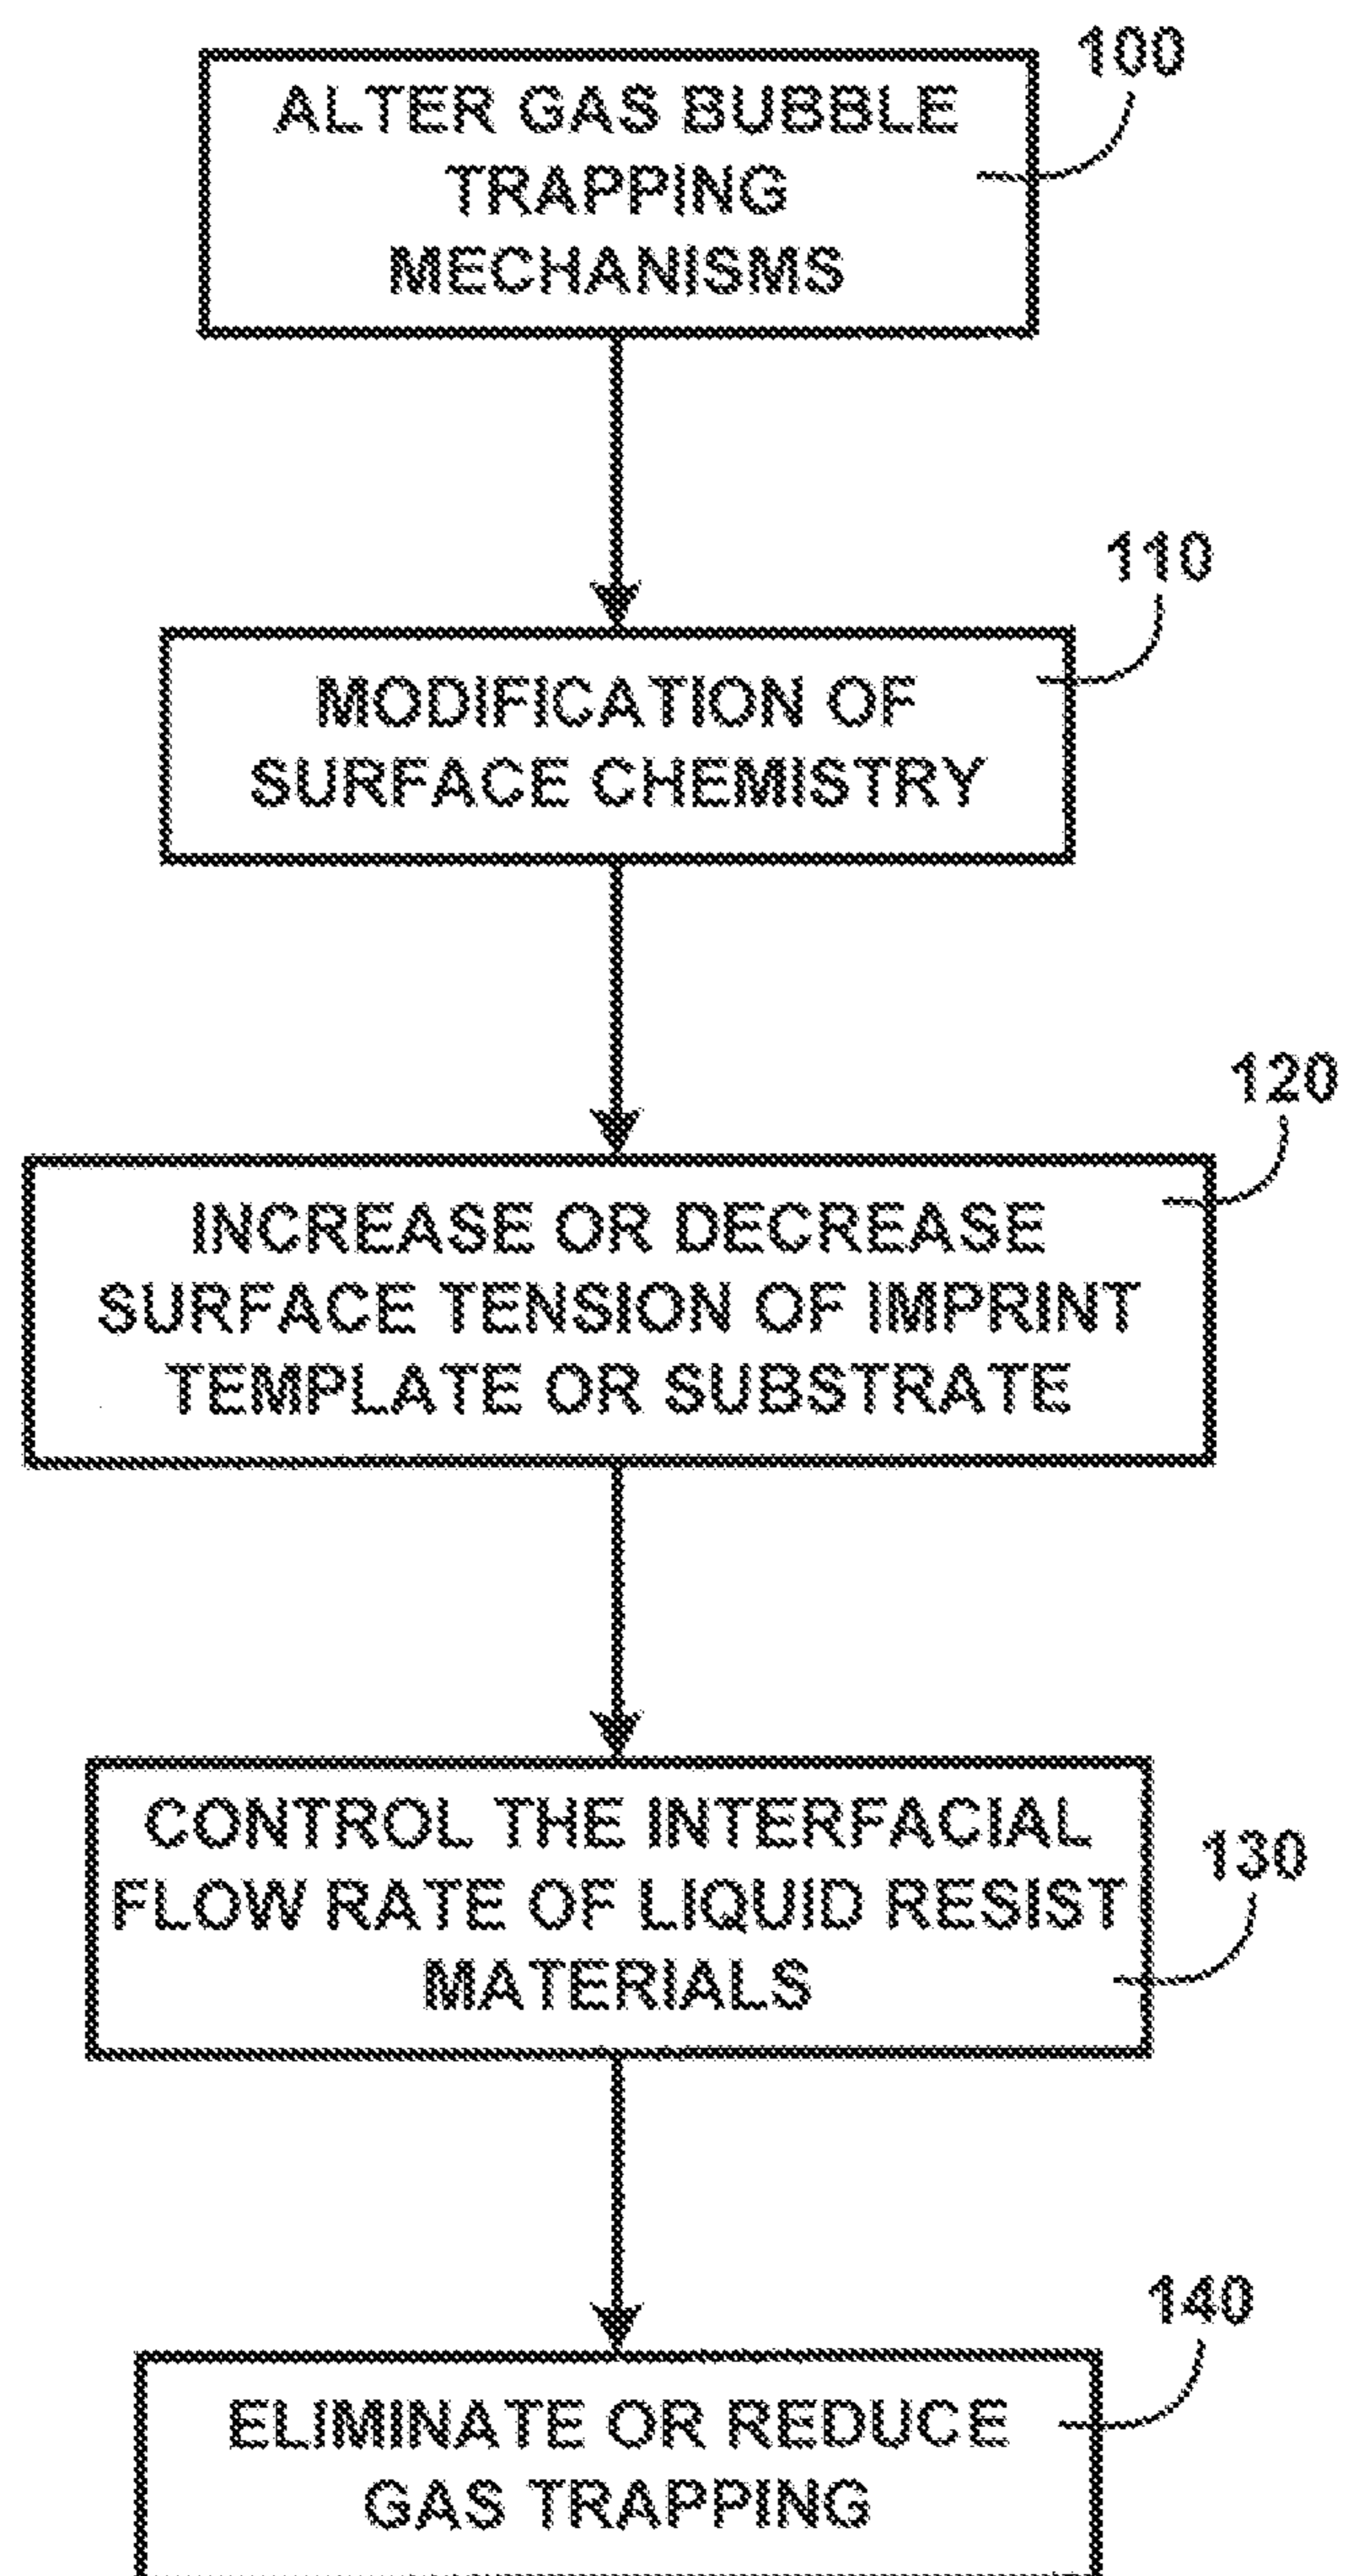 100
ALTER GAS BUBBLE
TRAPPING
MECHANISMS
110
MODIFICATION OF
SURFACE CHEMISTRY
120
INCREASE OR DECREASE
SURFACE TENSION OF IMPRINT
TEMPLATE OR SUBSTRATE
CONTROL THE INTERFACIAL
130
FLOW RATE OF LIQUID RESIST
MATERIALS
140
ELIMINATE OR REDUCE
GAS TRAPPING